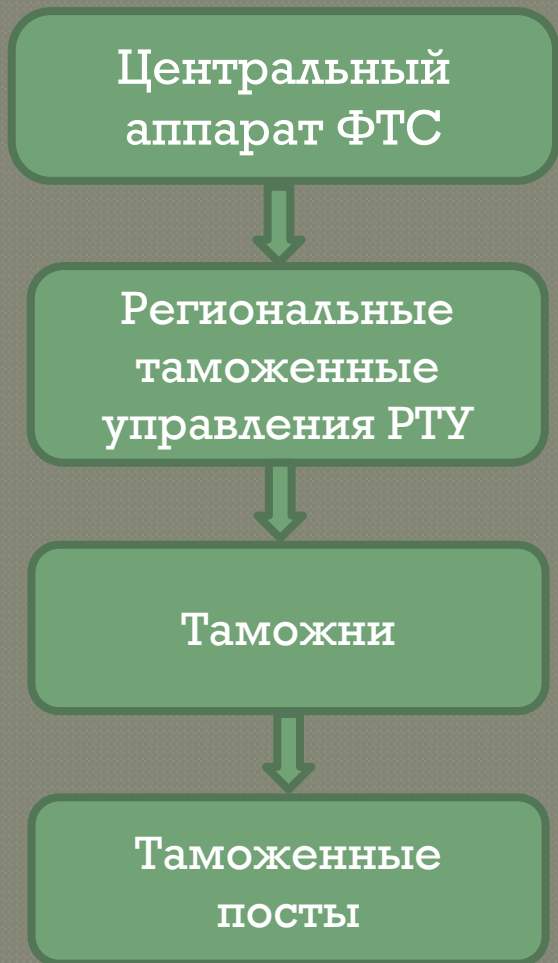 Центральный
аппарат ФТС
Региональные
таможенные
управления РТУ
Таможни
Таможенные
посты